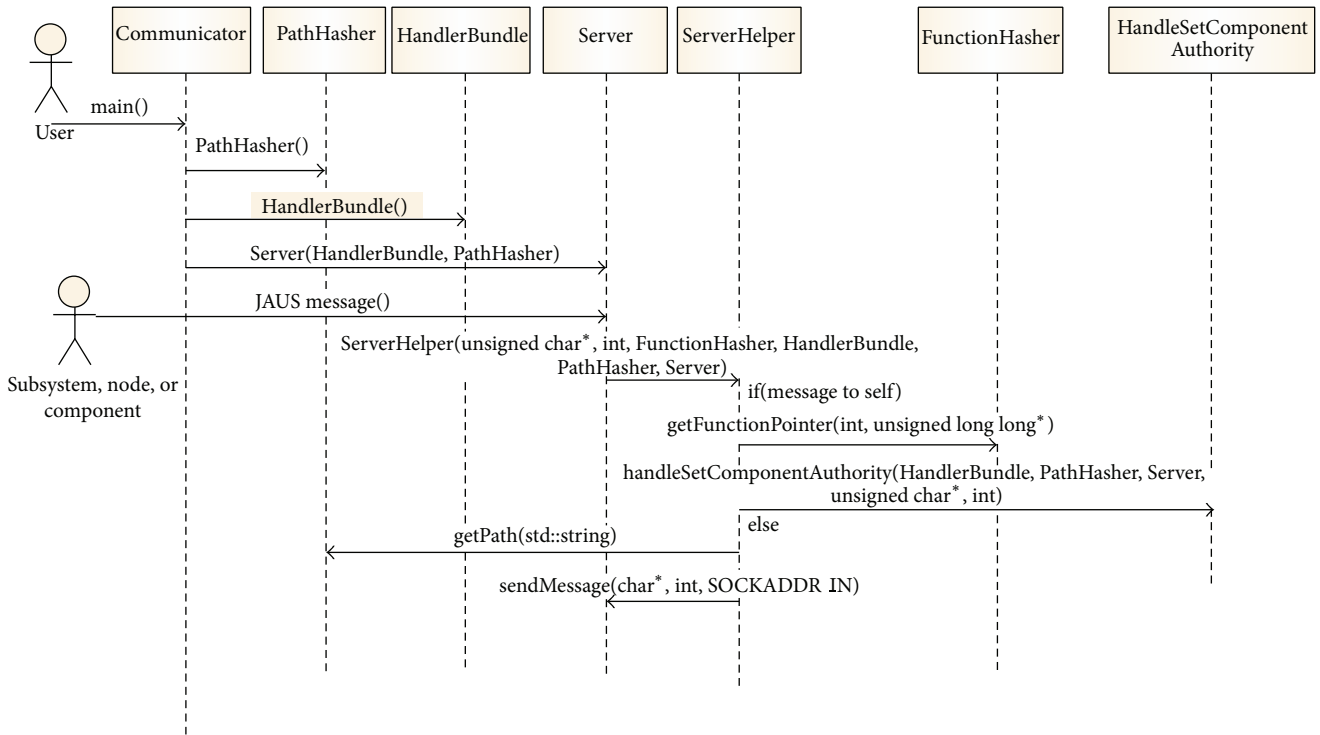 Communicator
PathHasher
HandlerBundle
Server
ServerHelper
FunctionHasher
HandleSetComponent
Authority
main()
User
PathHasher()
HandlerBundle()
Server(HandlerBundle, PathHasher)
JAUS message()
ServerHelper(unsigned char*, int, FunctionHasher, HandlerBundle,
PathHasher, Server)
Subsystem, node, or
component
if(message to self)
getFunctionPointer(int, unsigned long long*)
handleSetComponentAuthority(HandlerBundle, PathHasher, Server,
unsigned char*, int)
else
getPath(std::string)
sendMessage(char*, int, SOCKADDR IN)